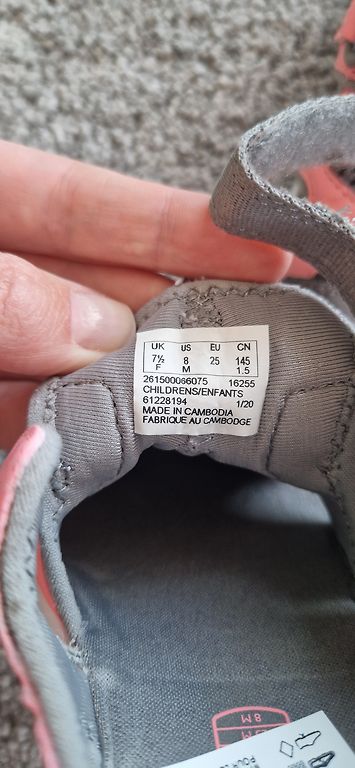 UK US EU CN
7½ 8 25 145
F M 1.5
261500066075 16255
CHILDRENS/ENFANTS
61228194 1/20
MADE IN CAMBODIA
FABRIQUE AU CAMBODGE
8 M